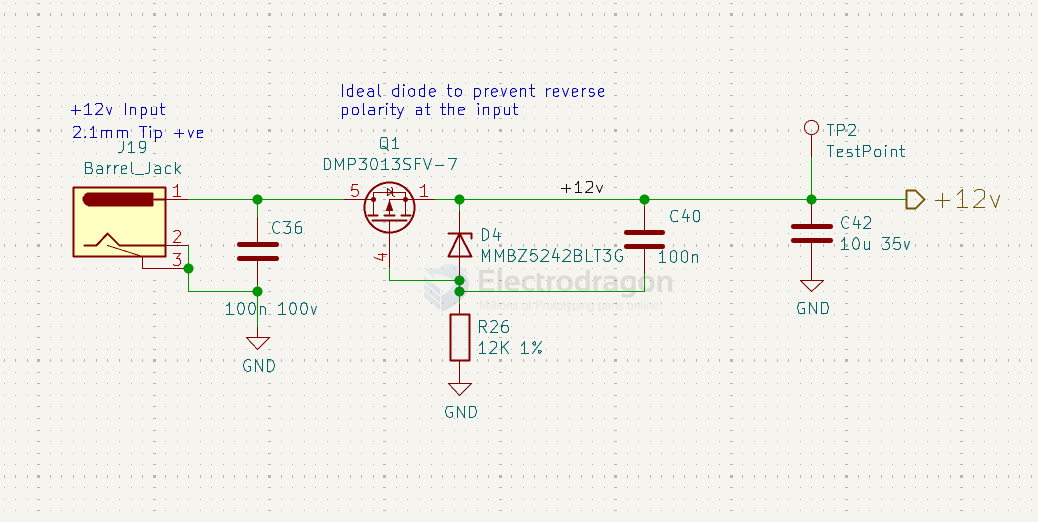 Ideal diode to prevent reverse
polarity at the input
+12v Input
2.1mm Tip +ve
J19
Barrel_Jack
Q1
DMP3013SFV-7
TP2
TestPoint
1
5
1
+12v
+12v
2
3
C36
4
D4
MMBZ5242BLT3G
C40
100n
C42
10u 35v
Electrodragon
100n 100v
GND
R26
12K 1%
GND
GND